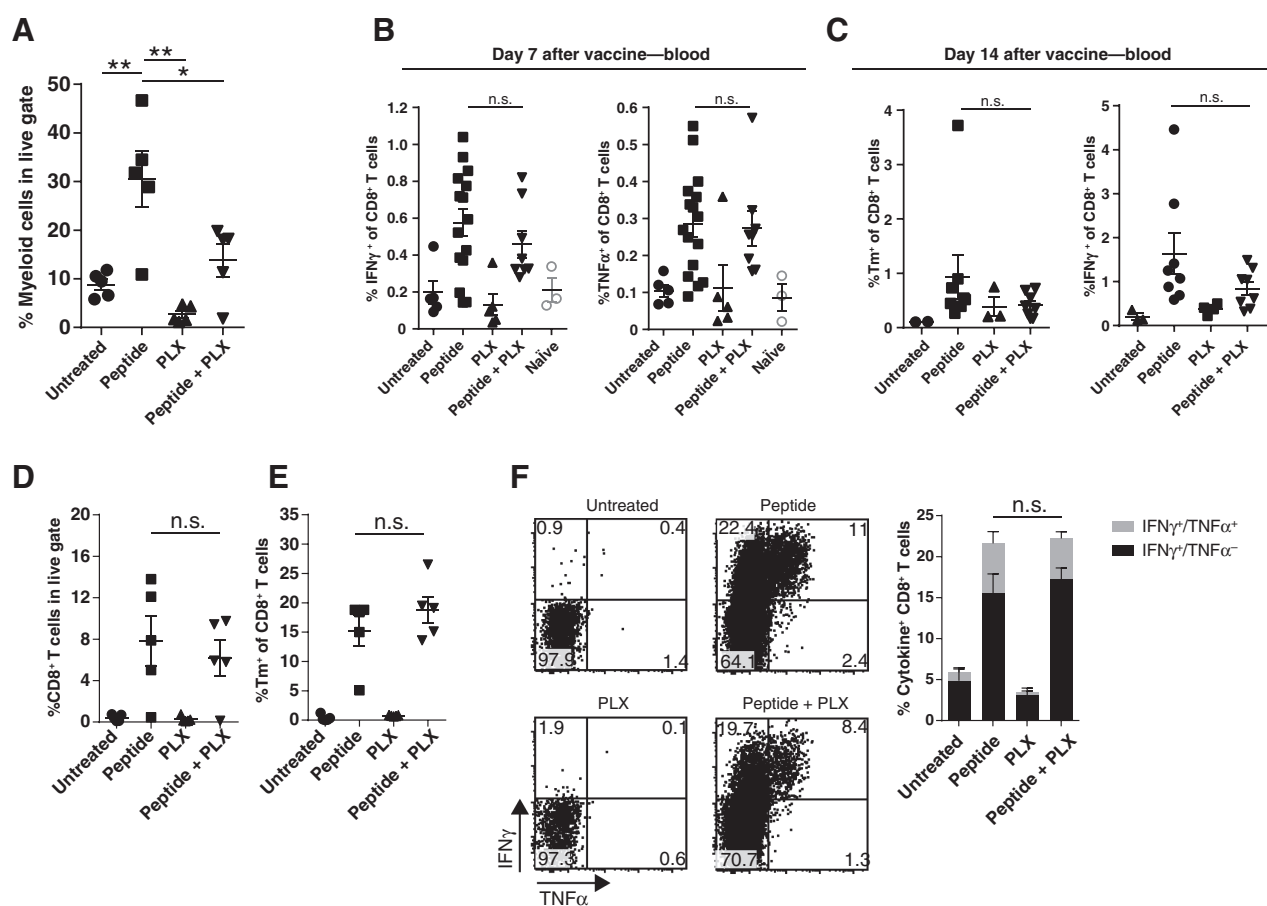 A
% Myeloid cells in live gate
50
40
30
20
10
0
**
**
*
Untreated
Peptide
PLX
Peptide + PLX
B
Day 7 after vaccine—blood
% IFNγ⁺ of CD8⁺ T cells
1.2
1.0
0.8
0.6
0.4
0.2
0
n.s.
Untreated
Peptide
PLX
Peptide + PLX
Naïve
%TNFα⁺ of CD8⁺ T cells
0.6
0.5
0.4
0.3
0.2
0.1
0
n.s.
Untreated
Peptide
PLX
Peptide + PLX
Naïve
C
Day 14 after vaccine—blood
%Tm⁺ of CD8⁺ T cells
4
3
2
1
0
n.s.
Untreated
Peptide
PLX
Peptide + PLX
%IFNγ⁺ of CD8⁺ T cells
5
4
3
2
1
0
n.s.
Untreated
Peptide
PLX
Peptide + PLX
D
%CD8⁺ T cells in live gate
20
16
12
8
4
0
n.s.
Untreated
Peptide
PLX
Peptide + PLX
E
%Tm⁺ of CD8⁺ T cells
35
30
25
20
15
10
5
0
n.s.
Untreated
Peptide
PLX
Peptide + PLX
F
Untreated
0.9
0.4
97.9
1.4
Peptide
22.4
11
64.1
2.4
PLX
1.9
0.1
97.3
0.6
Peptide + PLX
19.7
8.4
70.7
1.3
IFNγ
TNFα
% Cytokine⁺ CD8⁺ T cells
25
20
15
10
5
0
n.s.
Untreated
Peptide
PLX
Peptide + PLX
IFNγ⁺/TNFα⁺
IFNγ⁺/TNFα⁻